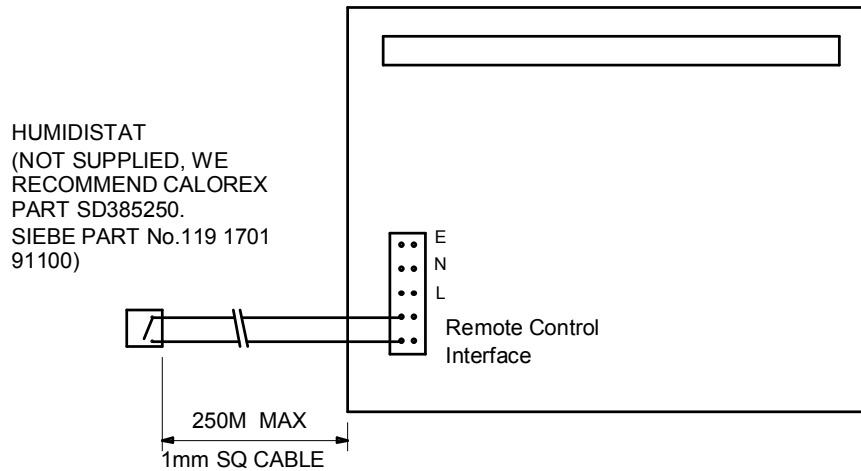 HUMIDISTAT
(NOT SUPPLIED, WE
RECOMMEND CALOREX
PART SD385250.
SIEBE PART No.119 1701
91100)
E
N
L
Remote Control
Interface
250M MAX
1mm SQ CABLE